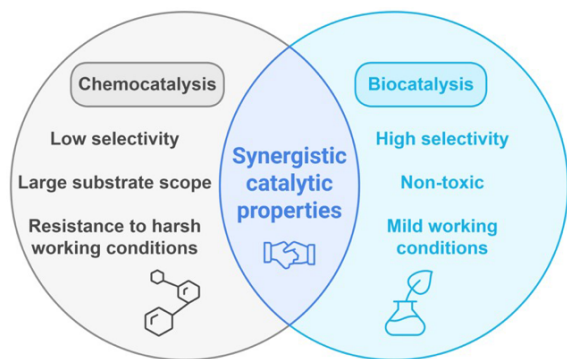 Chemocatalysis
Low selectivity
Large substrate scope
Resistance to harsh
working conditions
Synergistic
catalytic
properties
Biocatalysis
High selectivity
Non-toxic
Mild working
conditions